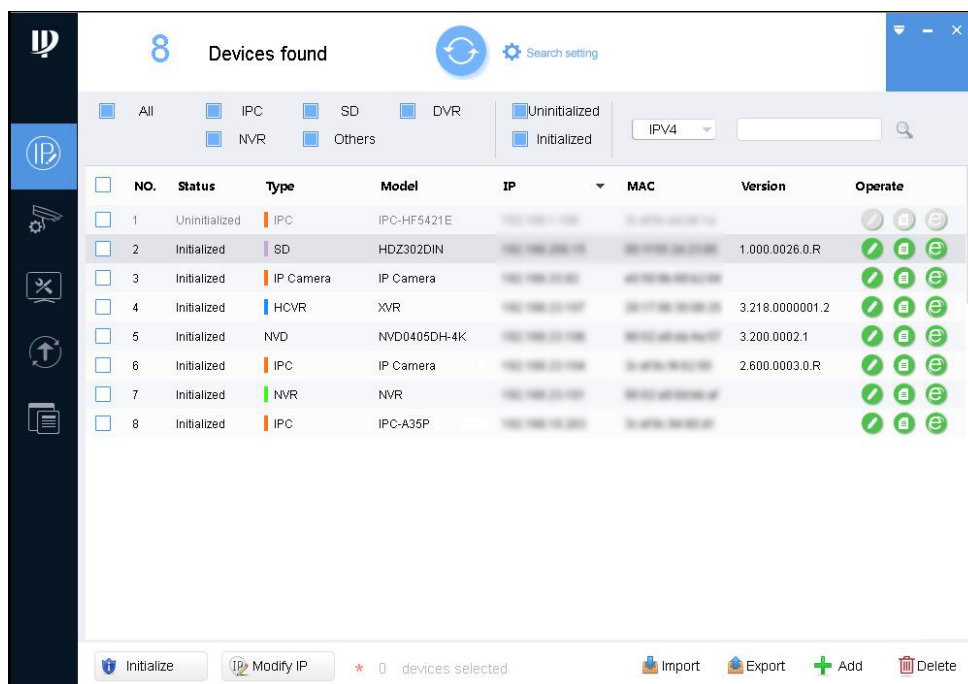 8 Devices found Search setting
All IPC SD DVR Uninitialized
NVR Others Initialized IPV4
NO. Status Type Model IP MAC Version Operate
1 Uninitialized IPC IPC-HF5421E
2 Initialized SD HDZ302DIN 1.000.0026.0.R
3 Initialized IP Camera IP Camera
4 Initialized HCVR XVR 3.218.0000001.2
5 Initialized NVD NVD0405DH-4K 3.200.0002.1
6 Initialized IPC IP Camera 2.600.0003.0.R
7 Initialized NVR NVR
8 Initialized IPC IPC-A35P
Initialize IP Modify IP * 0 devices selected Import Export Add Delete